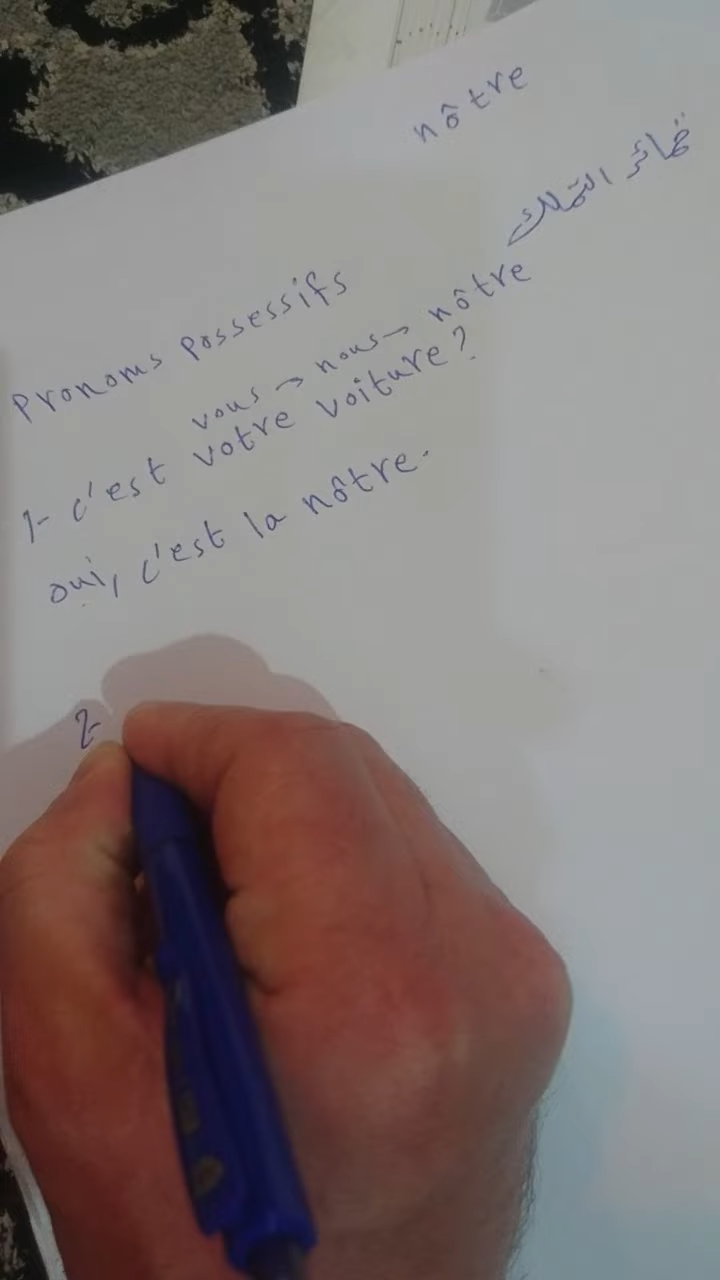 nôtre
ضمائر التملك
Pronoms possessifs
vous → nous → nôtre
1- c'est votre voiture?
oui, c'est la nôtre.
2-